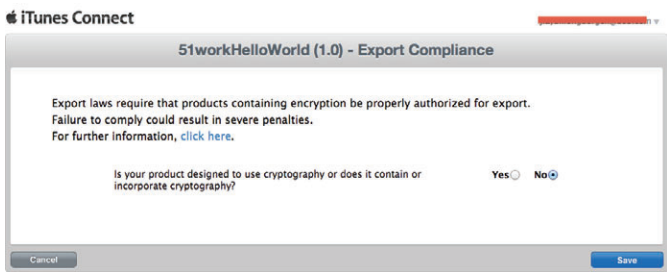 iTunes Connect
51workHelloWorld (1.0) - Export Compliance
Export laws require that products containing encryption be properly authorized for export.
Failure to comply could result in severe penalties.
For further information, click here.
Is your product designed to use cryptography or does it contain or
incorporate cryptography?
Yes No
Cancel Save